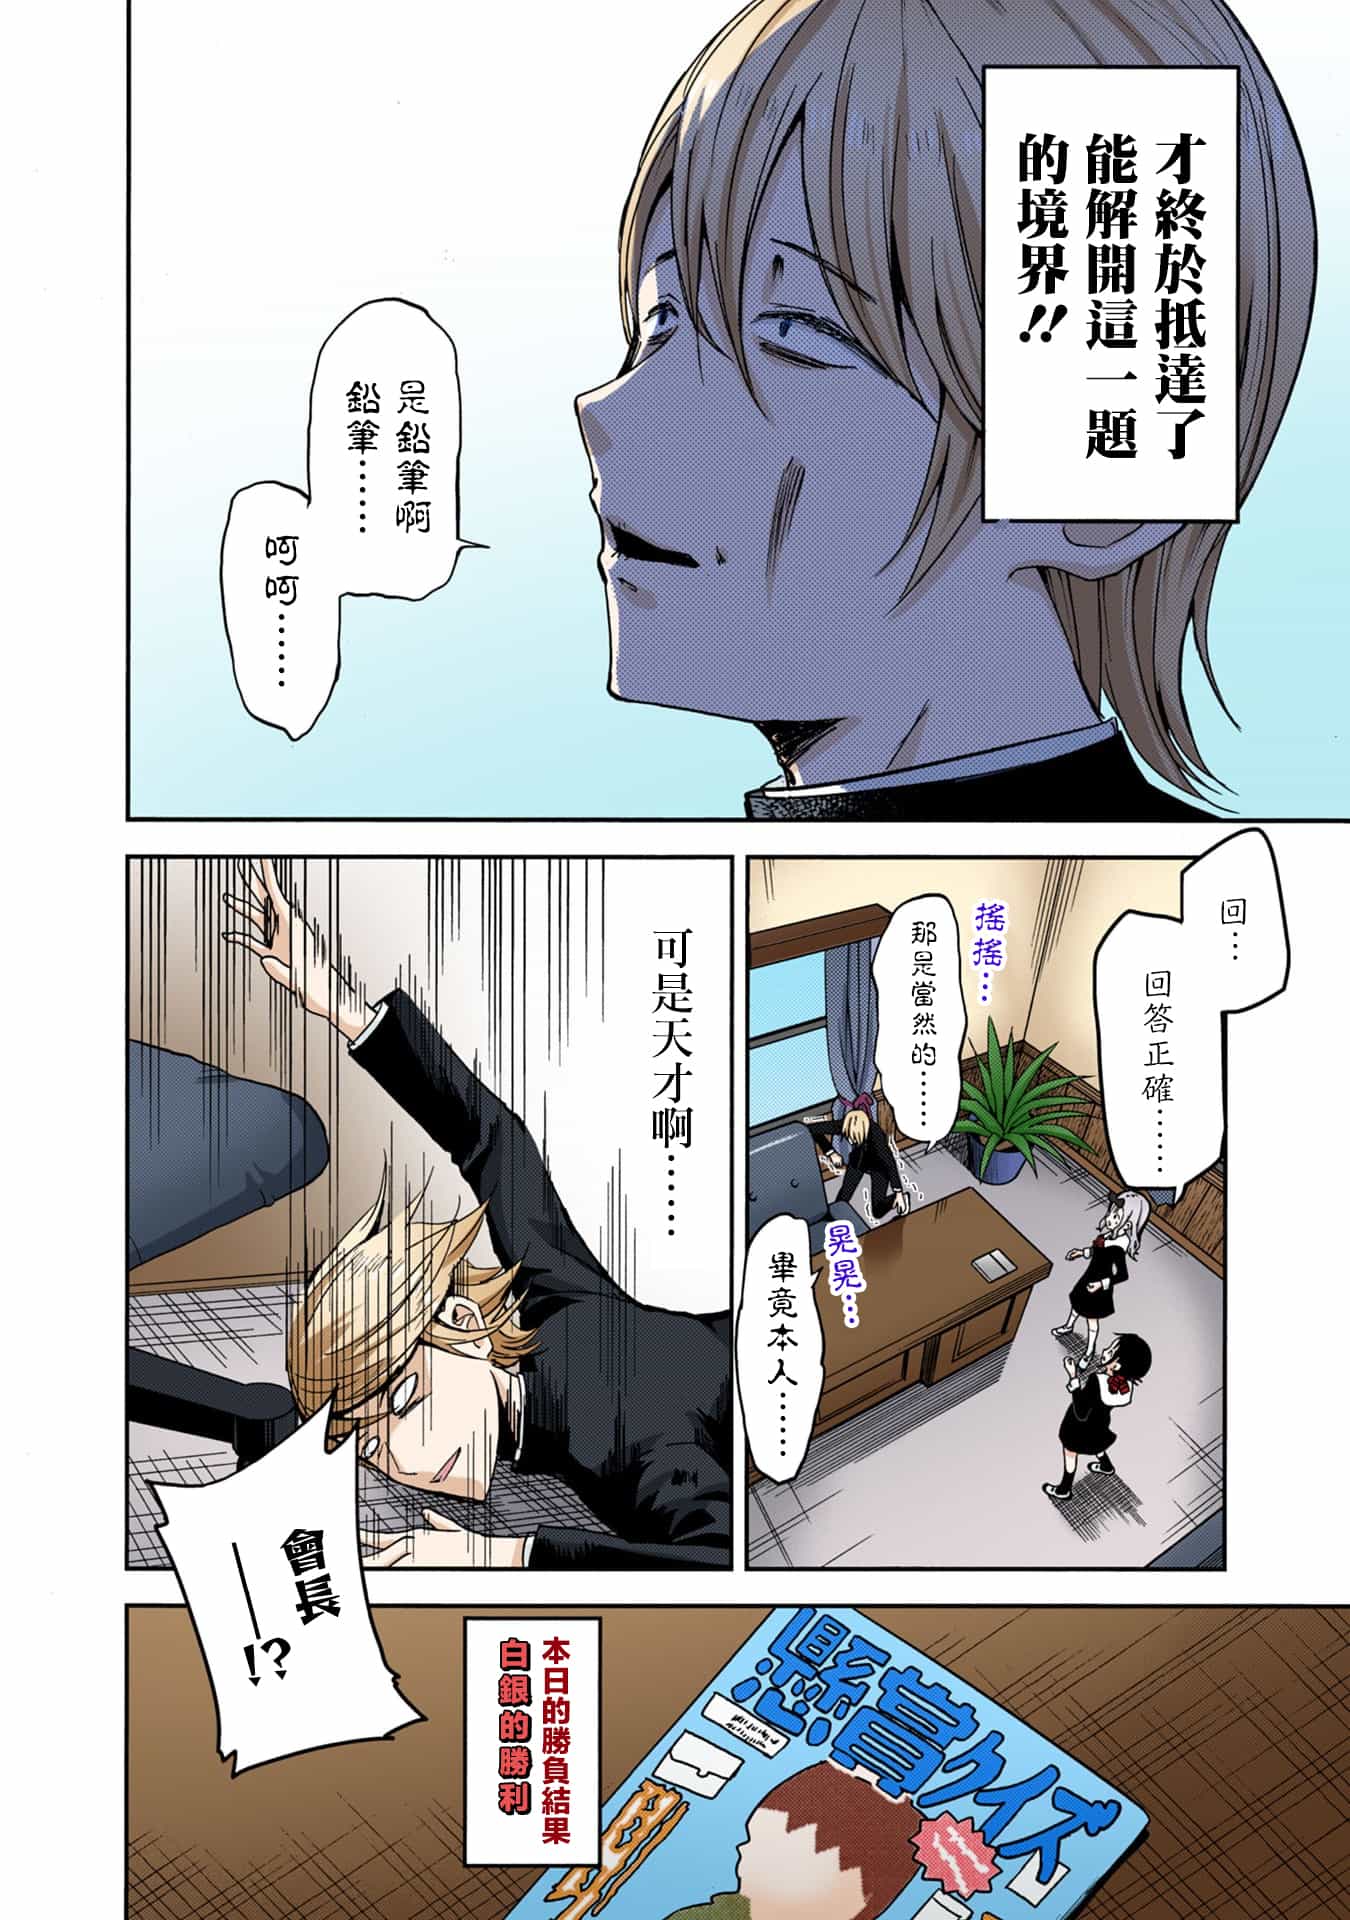 才終於抵達了
能解開這一題
的境界!!
是鉛筆啊
鉛筆……
呵呵……
回…
回答正確……
搖搖…
那是當然的……
晃晃…
畢竟本人……
可是天才啊……
會長
——!?
本日的勝負結果
白銀的勝利
懸賞クイズ